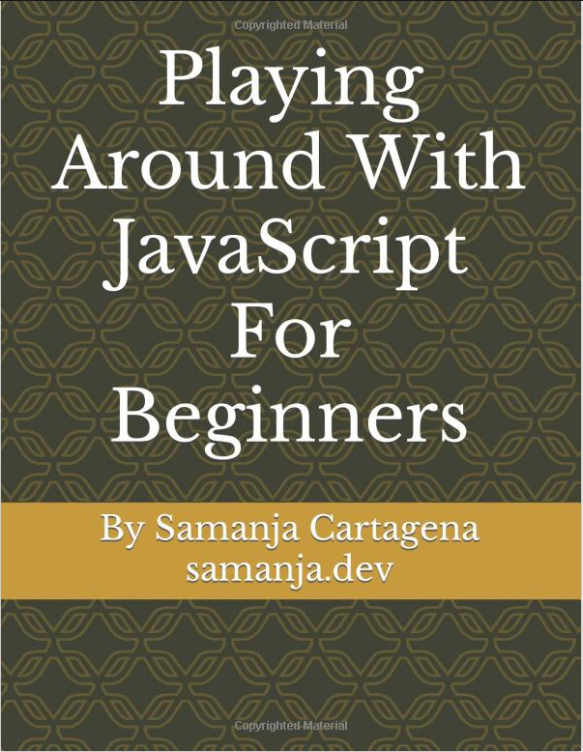 Copyrighted Material
Playing
Around With
JavaScript
For
Beginners
By Samanja Cartagena
samanja.dev
Copyrighted Material